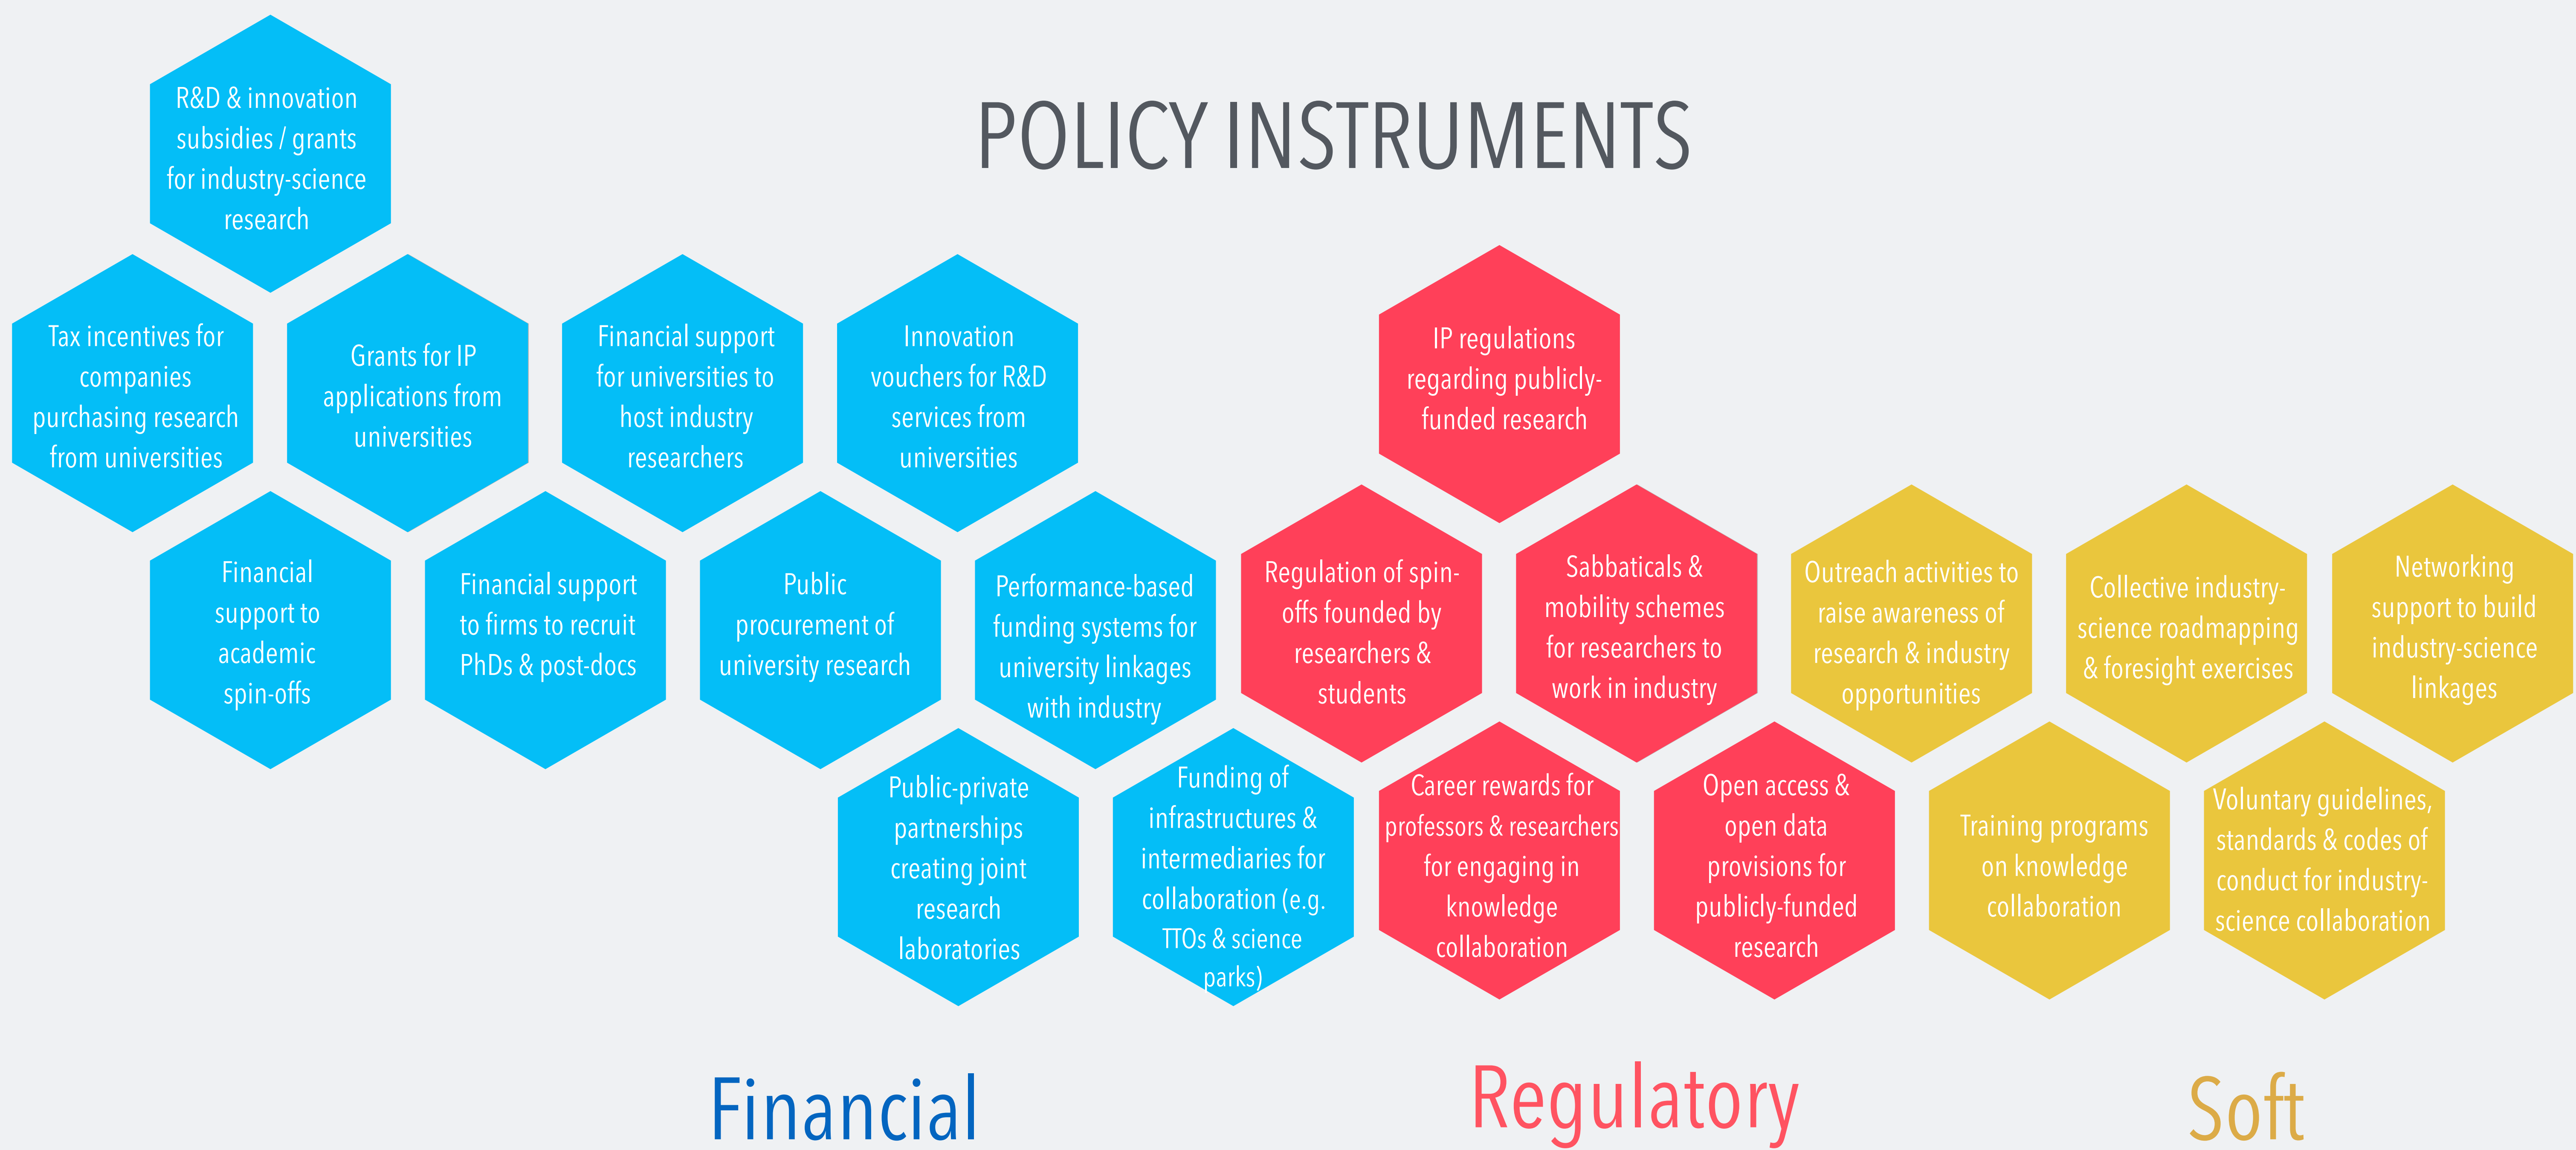 POLICY INSTRUMENTS
R&D & innovation
subsidies / grants
for industry-science
research
Tax incentives for
companies
purchasing research
from universities
Grants for IP
applications from
universities
Financial support
for universities to
host industry
researchers
Innovation
vouchers for R&D
services from
universities
IP regulations
regarding publicly-
funded research
Financial
support to
academic
spin-offs
Financial support
to firms to recruit
PhDs & post-docs
Public
procurement of
university research
Performance-based
funding systems for
university linkages
with industry
Regulation of spin-
offs founded by
researchers &
students
Sabbaticals &
mobility schemes
for researchers to
work in industry
Outreach activities to
raise awareness of
research & industry
opportunities
Collective industry-
science roadmapping
& foresight exercises
Networking
support to build
industry-science
linkages
Public-private
partnerships
creating joint
research
laboratories
Funding of
infrastructures &
intermediaries for
collaboration (e.g.
TTOs & science
parks)
Career rewards for
professors & researchers
for engaging in
knowledge
collaboration
Open access &
open data
provisions for
publicly-funded
research
Training programs
on knowledge
collaboration
Voluntary guidelines,
standards & codes of
conduct for industry-
science collaboration
Financial
Regulatory
Soft